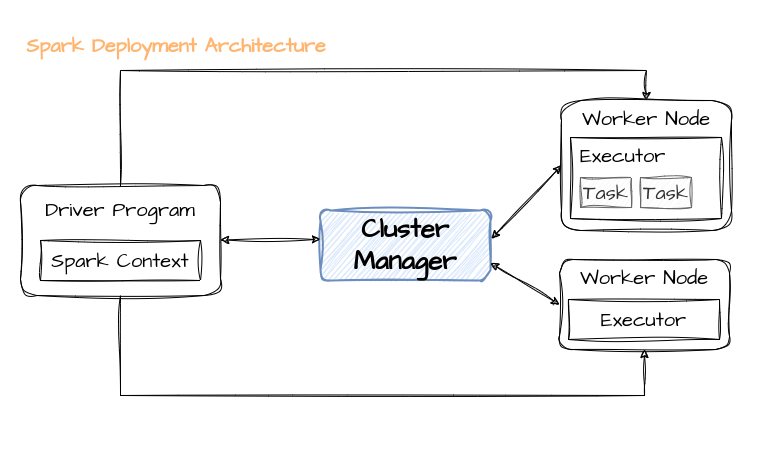 Spark Deployment Architecture
Worker Node
Executor
Task Task
Driver Program
Spark Context
Cluster
Manager
Worker Node
Executor